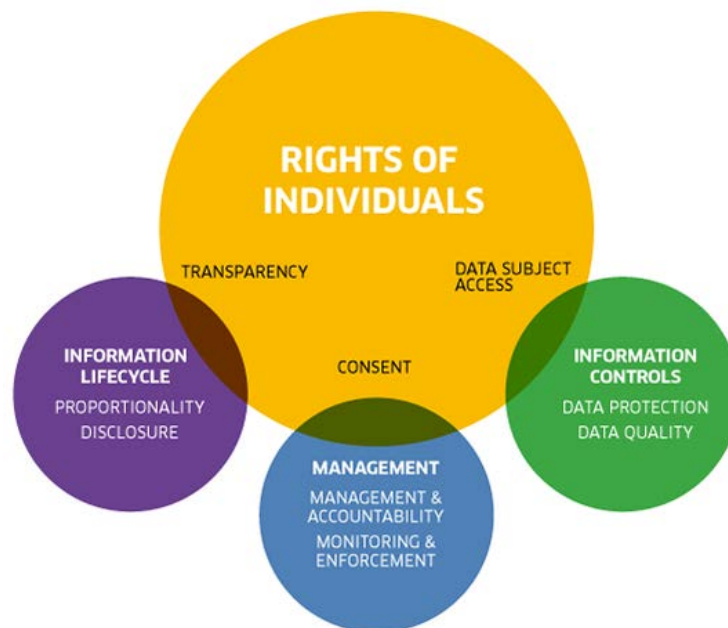 RIGHTS OF
INDIVIDUALS
TRANSPARENCY
DATA SUBJECT
ACCESS
CONSENT
INFORMATION
LIFECYCLE
PROPORTIONALITY
DISCLOSURE
INFORMATION
CONTROLS
DATA PROTECTION
DATA QUALITY
MANAGEMENT
MANAGEMENT &
ACCOUNTABILITY
MONITORING &
ENFORCEMENT